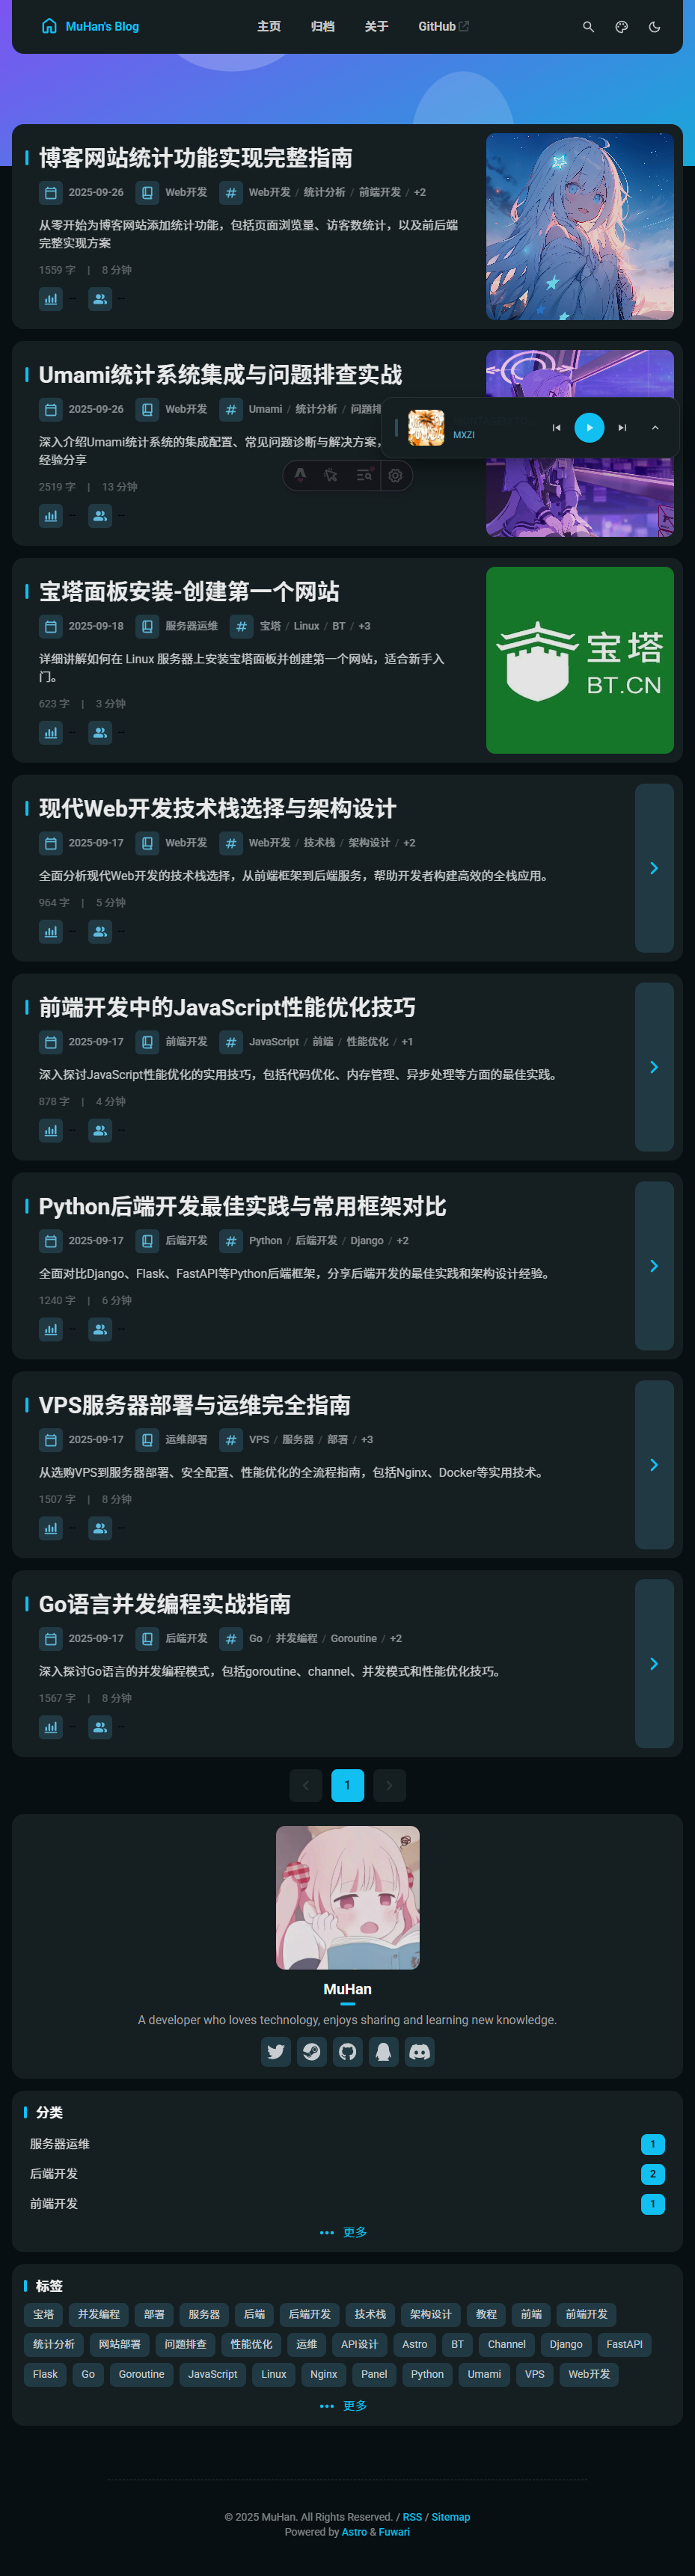 MuHan's Blog 主页 归档 关于 GitHub
博客网站统计功能实现完整指南
2025-09-26 Web开发 Web开发 / 统计分析 / 前端开发 / +2
从零开始为博客网站添加统计功能，包括页面浏览量、访客数统计，以及前后端
完整实现方案
1559 字 | 8 分钟
-- --
Umami统计系统集成与问题排查实战
2025-09-26 Web开发 Umami / 统计分析 / 问题排
MXZI
深入介绍Umami统计系统的集成配置、常见问题诊断与解决方案，
经验分享
2519 字 | 13 分钟
-- --
宝塔面板安装-创建第一个网站
2025-09-18 服务器运维 宝塔 / Linux / BT / +3
详细讲解如何在 Linux 服务器上安装宝塔面板并创建第一个网站，适合新手入
门。
623 字 | 3 分钟
-- --
宝塔
BT.CN
现代Web开发技术栈选择与架构设计
2025-09-17 Web开发 Web开发 / 技术栈 / 架构设计 / +2
全面分析现代Web开发的技术栈选择，从前端框架到后端服务，帮助开发者构建高效的全栈应用。
964 字 | 5 分钟
-- --
前端开发中的JavaScript性能优化技巧
2025-09-17 前端开发 JavaScript / 前端 / 性能优化 / +1
深入探讨JavaScript性能优化的实用技巧，包括代码优化、内存管理、异步处理等方面的最佳实践。
878 字 | 4 分钟
-- --
Python后端开发最佳实践与常用框架对比
2025-09-17 后端开发 Python / 后端开发 / Django / +2
全面对比Django、Flask、FastAPI等Python后端框架，分享后端开发的最佳实践和架构设计经验。
1240 字 | 6 分钟
-- --
VPS服务器部署与运维完全指南
2025-09-17 运维部署 VPS / 服务器 / 部署 / +3
从选购VPS到服务器部署、安全配置、性能优化的全流程指南，包括Nginx、Docker等实用技术。
1507 字 | 8 分钟
-- --
Go语言并发编程实战指南
2025-09-17 后端开发 Go / 并发编程 / Goroutine / +2
深入探讨Go语言的并发编程模式，包括goroutine、channel、并发模式和性能优化技巧。
1567 字 | 8 分钟
-- --
1
MuHan
A developer who loves technology, enjoys sharing and learning new knowledge.
分类
服务器运维 1
后端开发 2
前端开发 1
更多
标签
宝塔 并发编程 部署 服务器 后端 后端开发 技术栈 架构设计 教程 前端 前端开发
统计分析 网站部署 问题排查 性能优化 运维 API设计 Astro BT Channel Django FastAPI
Flask Go Goroutine JavaScript Linux Nginx Panel Python Umami VPS Web开发
更多
© 2025 MuHan. All Rights Reserved. / RSS / Sitemap
Powered by Astro & Fuwari